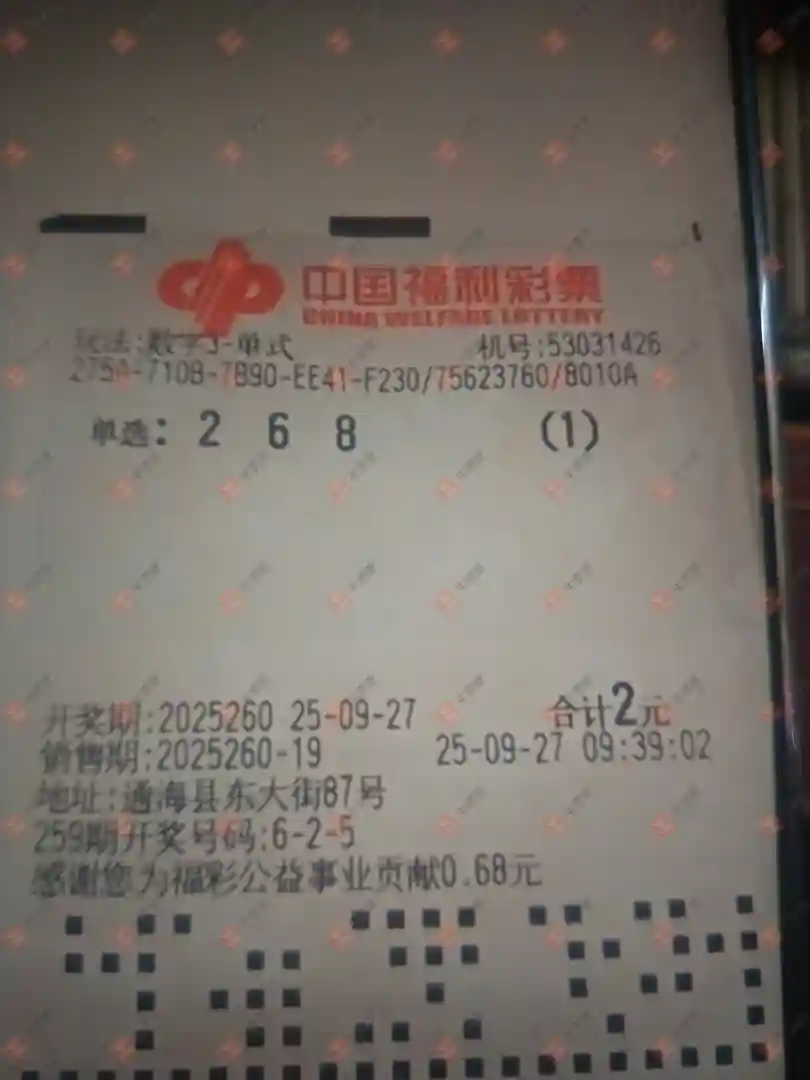 中国福利彩票
CHINA WELFARE LOTTERY
玩法:数字3-单式 机号:53031426
275A-710B-7B90-EE41-F230/75623760/8010A
单选: 2 6 8 (1)
开奖期:2025260 25-09-27 合计2元
销售期:2025260-19 25-09-27 09:39:02
地址:通海县东大街87号
259期开奖号码:6-2-5
感谢您为福彩公益事业贡献0.68元